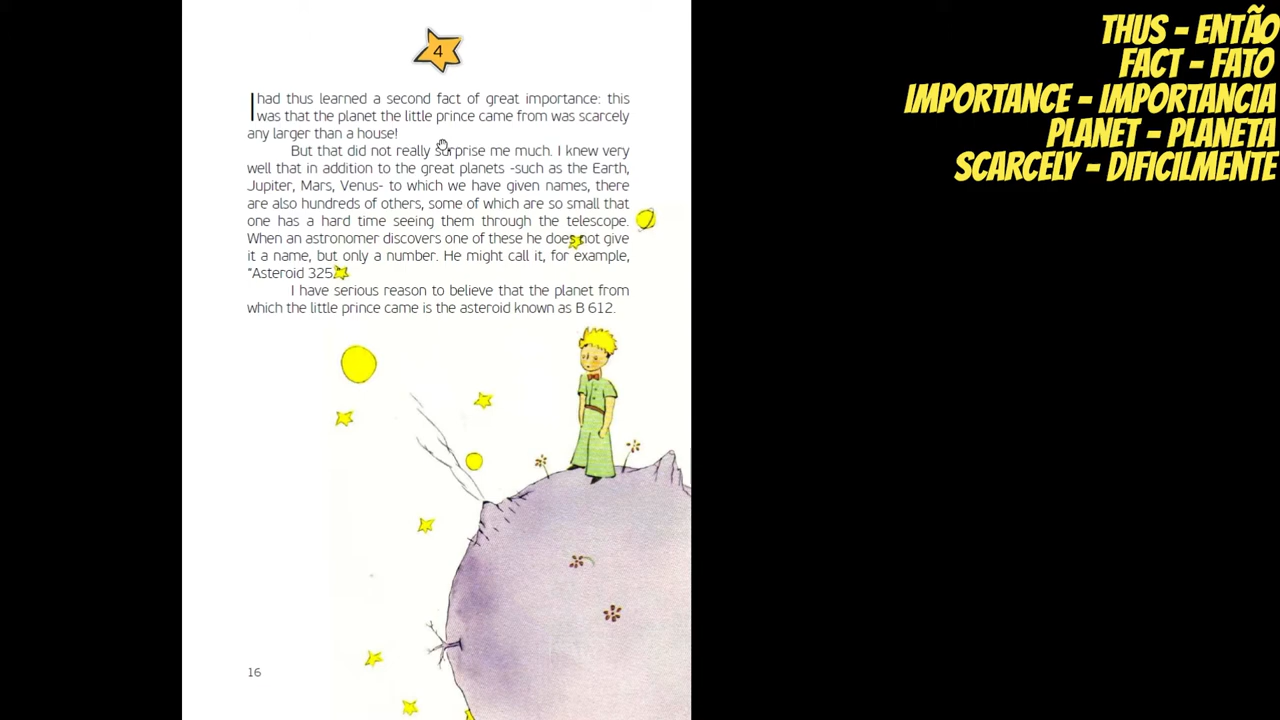 4
I had thus learned a second fact of great importance: this
was that the planet the little prince came from was scarcely
any larger than a house!
But that did not really surprise me much. I knew very
well that in addition to the great planets -such as the Earth,
Jupiter, Mars, Venus- to which we have given names, there
are also hundreds of others, some of which are so small that
one has a hard time seeing them through the telescope.
When an astronomer discovers one of these he does not give
it a name, but only a number. He might call it, for example,
“Asteroid 325.”
I have serious reason to believe that the planet from
which the little prince came is the asteroid known as B 612.
16
THUS - ENTÃO
FACT - FATO
IMPORTANCE - IMPORTANCIA
PLANET - PLANETA
SCARCELY - DIFICILMENTE